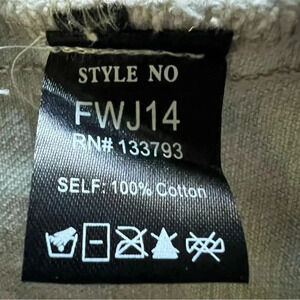 STYLE NO
FWJ14
RN# 133793
SELF: 100% Cotton